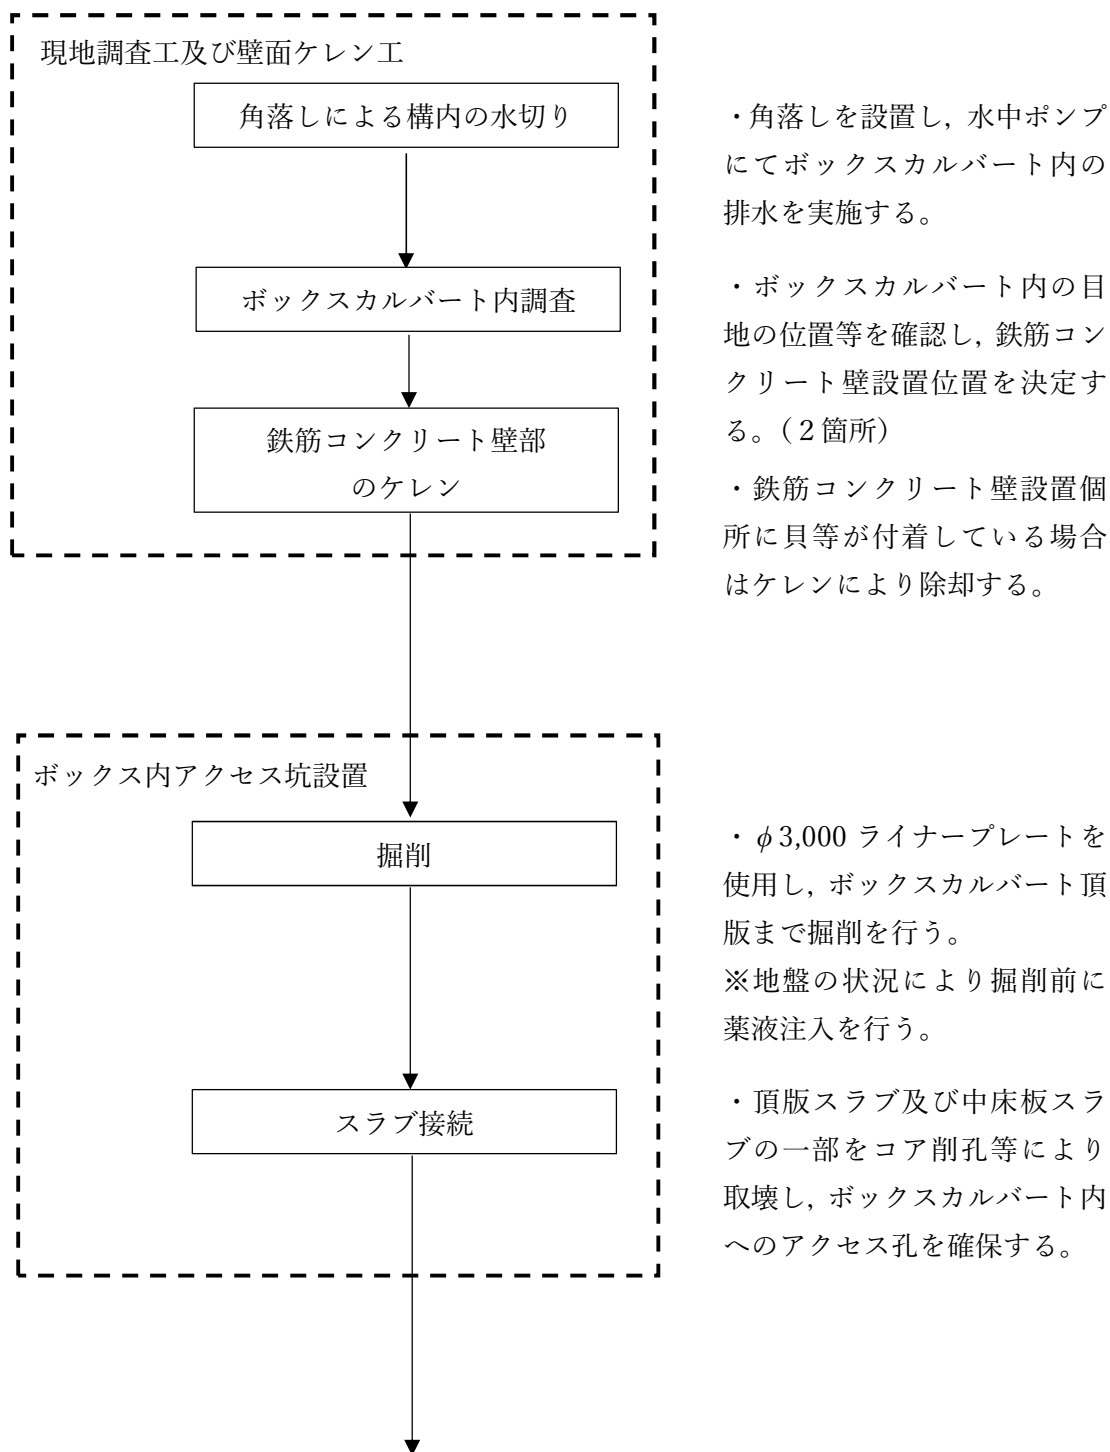 現地調査工及び壁面ケレン工
角落しによる構内の水切り
・角落しを設置し, 水中ポンプ
にてボックスカルバート内の
排水を実施する。
ボックスカルバート内調査
・ボックスカルバート内の目
地の位置等を確認し, 鉄筋コン
クリート壁設置位置を決定す
る。(２箇所)
鉄筋コンクリート壁部
のケレン
・鉄筋コンクリート壁設置個
所に貝等が付着している場合
はケレンにより除却する。
ボックス内アクセス坑設置
掘削
・φ3,000 ライナープレートを
使用し, ボックスカルバート頂
版まで掘削を行う。
※地盤の状況により掘削前に
薬液注入を行う。
スラブ接続
・頂版スラブ及び中床板スラ
ブの一部をコア削孔等により
取壊し, ボックスカルバート内
へのアクセス孔を確保する。